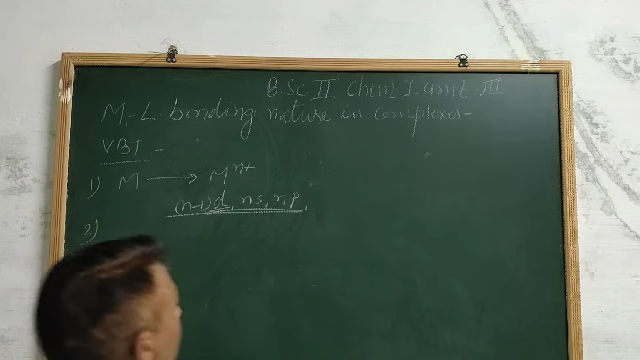 B.Sc II Chem I unit III
M-L bonding nature in complexes-
VBT -
1) M ⟶ Mⁿ⁺
(n-1)d, ns, np,
2)